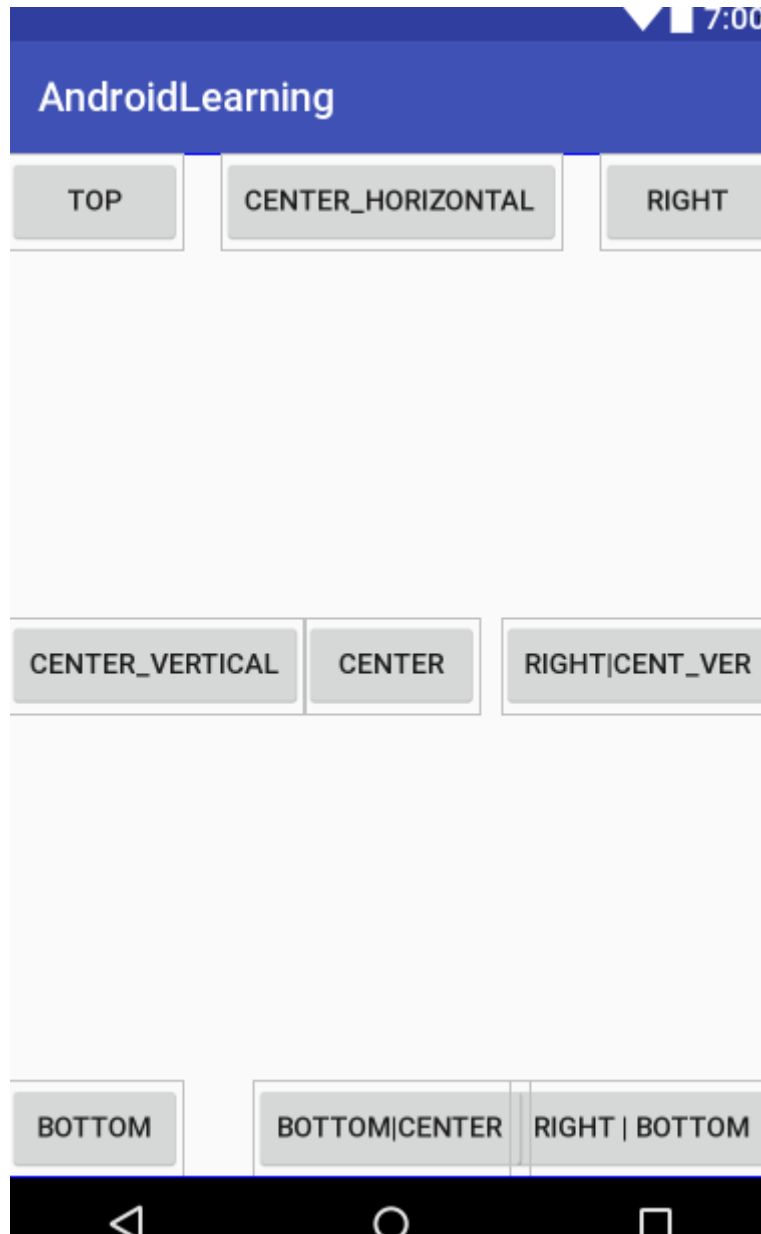 7:00
AndroidLearning
TOP CENTER_HORIZONTAL RIGHT
CENTER_VERTICAL CENTER RIGHT|CENT_VER
BOTTOM BOTTOM|CENTER RIGHT | BOTTOM